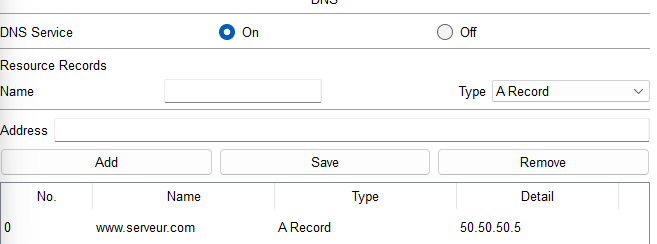 DNS
DNS Service On Off
Resource Records
Name Type A Record
Address
Add Save Remove
No. Name Type Detail
0 www.serveur.com A Record 50.50.50.5